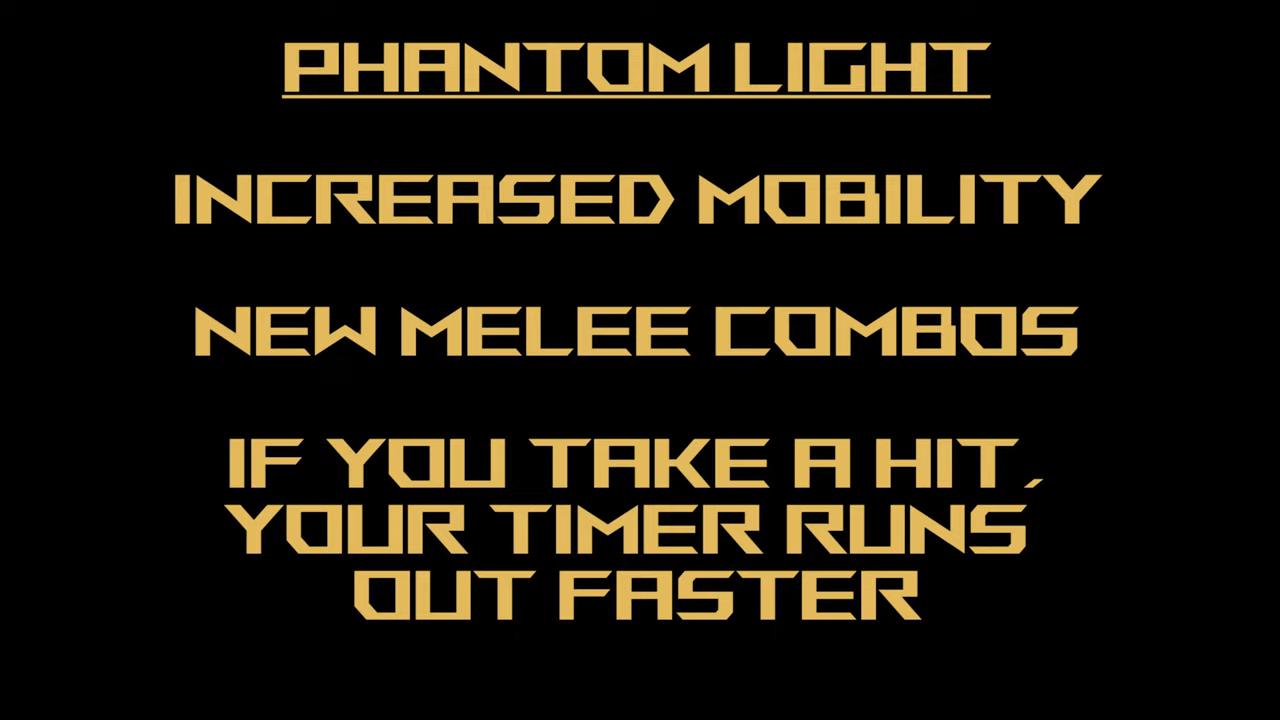 PHANTOM LIGHT
INCREASED MOBILITY
NEW MELEE COMBOS
IF YOU TAKE A HIT,
YOUR TIMER RUNS
OUT FASTER